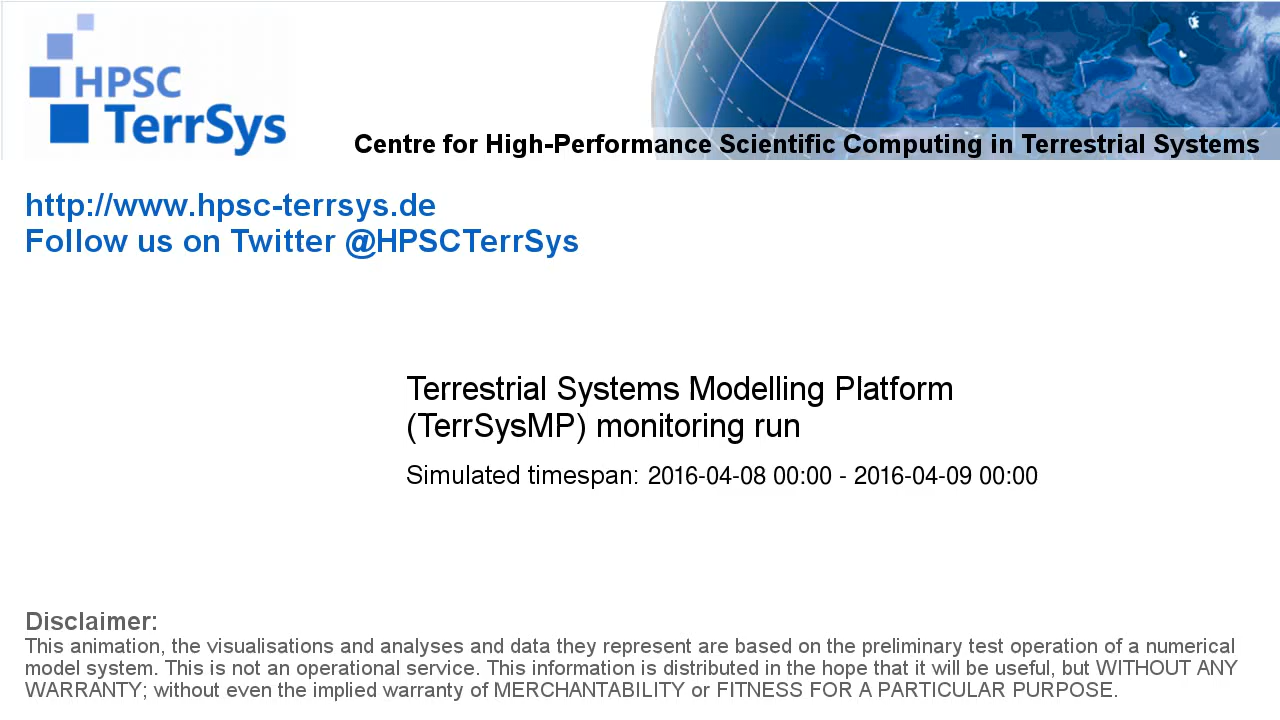 HPSC
TerrSys
Centre for High-Performance Scientific Computing in Terrestrial Systems
http://www.hpsc-terrsys.de
Follow us on Twitter @HPSCTerrSys
Terrestrial Systems Modelling Platform
(TerrSysMP) monitoring run
Simulated timespan: 2016-04-08 00:00 - 2016-04-09 00:00
Disclaimer:
This animation, the visualisations and analyses and data they represent are based on the preliminary test operation of a numerical
model system. This is not an operational service. This information is distributed in the hope that it will be useful, but WITHOUT ANY
WARRANTY; without even the implied warranty of MERCHANTABILITY or FITNESS FOR A PARTICULAR PURPOSE.